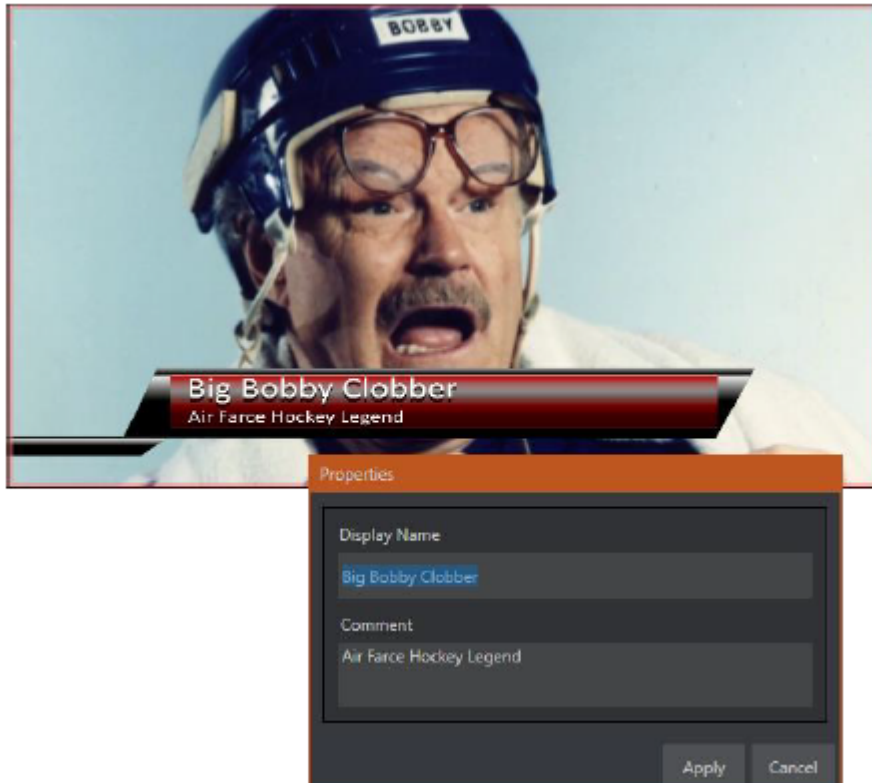 BOBBY
Big Bobby Clobber
Air Farce Hockey Legend
Properties
Display Name
Big Bobby Clobber
Comment
Air Farce Hockey Legend
Apply
Cancel